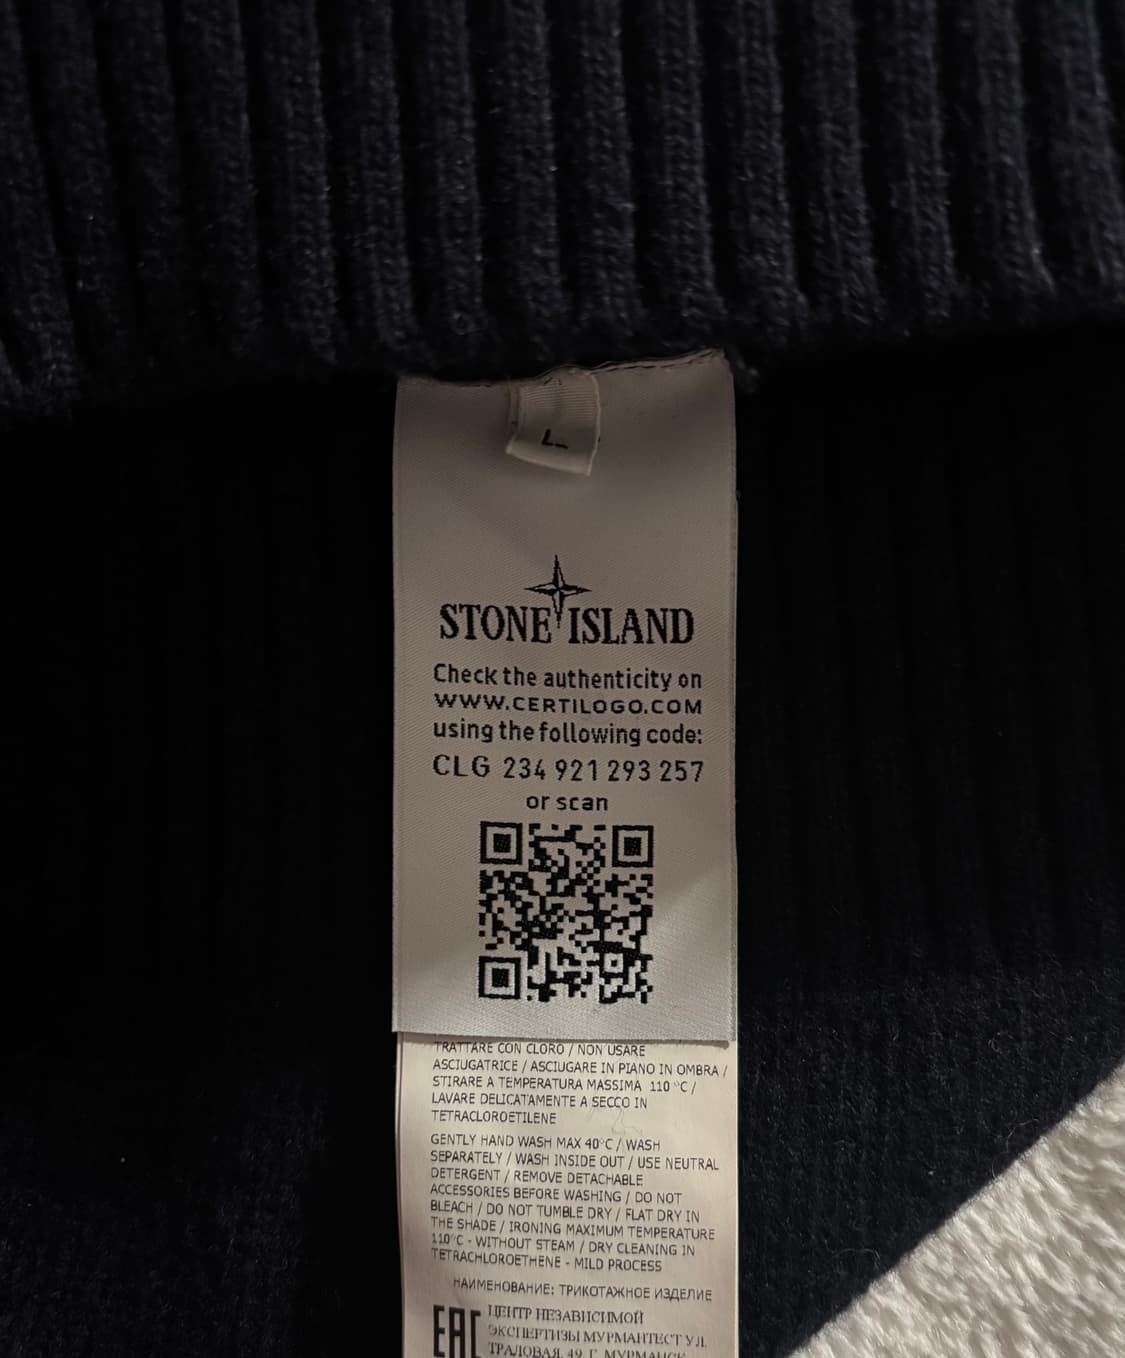 L
STONE ISLAND
Check the authenticity on
WWW.CERTILOGO.COM
using the following code:
CLG 234 921 293 257
or scan
TRATTARE CON CLORO / NON USARE
ASCIUGATRICE / ASCIUGARE IN PIANO IN OMBRA /
STIRARE A TEMPERATURA MASSIMA 110 °C /
LAVARE DELICATAMENTE A SECCO IN
TETRACLOROETILENE
GENTLY HAND WASH MAX 40°C / WASH
SEPARATELY / WASH INSIDE OUT / USE NEUTRAL
DETERGENT / REMOVE DETACHABLE
ACCESSORIES BEFORE WASHING / DO NOT
BLEACH / DO NOT TUMBLE DRY / FLAT DRY IN
THE SHADE / IRONING MAXIMUM TEMPERATURE
110°C - WITHOUT STEAM / DRY CLEANING IN
TETRACHLOROETHENE - MILD PROCESS
НАИМЕНОВАНИЕ: ТРИКОТАЖНОЕ ИЗДЕЛИЕ
EAC ЦЕНТР НЕЗАВИСИМОЙ
ЭКСПЕРТИЗЫ МУРМАНТЕСТ УЛ.
ТРАЛОВАЯ, 49, Г. МУРМАНСК